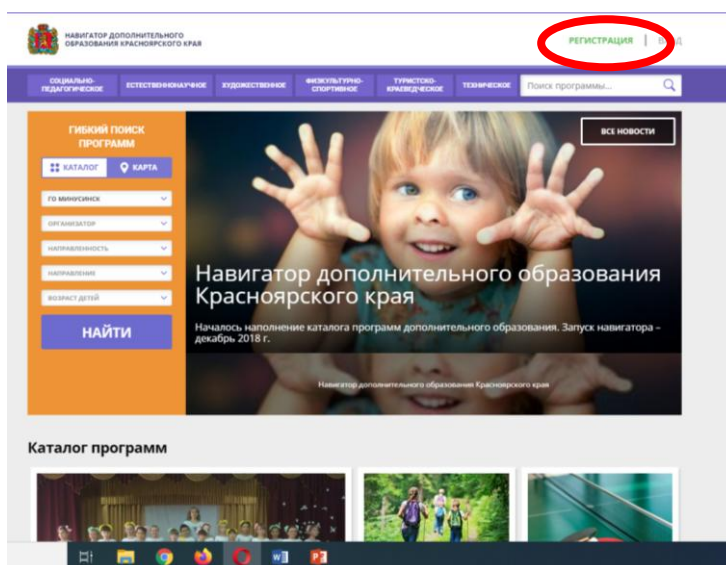 НАВИГАТОР ДОПОЛНИТЕЛЬНОГО
ОБРАЗОВАНИЯ КРАСНОЯРСКОГО КРАЯ
РЕГИСТРАЦИЯ
СОЦИАЛЬНО-
ПЕДАГОГИЧЕСКОЕ
ЕСТЕСТВЕННОНАУЧНОЕ
ХУДОЖЕСТВЕННОЕ
ФИЗКУЛЬТУРНО-
СПОРТИВНОЕ
ТУРИСТСКО-
КРАЕВЕДЧЕСКОЕ
ТЕХНИЧЕСКОЕ
Поиск программы...
ГИБКИЙ ПОИСК
ПРОГРАММ
КАТАЛОГ
КАРТА
ГО МИНУСИНСК
ОРГАНИЗАТОР
НАПРАВЛЕННОСТЬ
НАПРАВЛЕНИЕ
ВОЗРАСТ ДЕТЕЙ
НАЙТИ
ВСЕ НОВОСТИ
Навигатор дополнительного образования
Красноярского края
Началось наполнение каталога программ дополнительного образования. Запуск навигатора –
декабрь 2018 г.
Навигатор дополнительного образования Красноярского края
Каталог программ